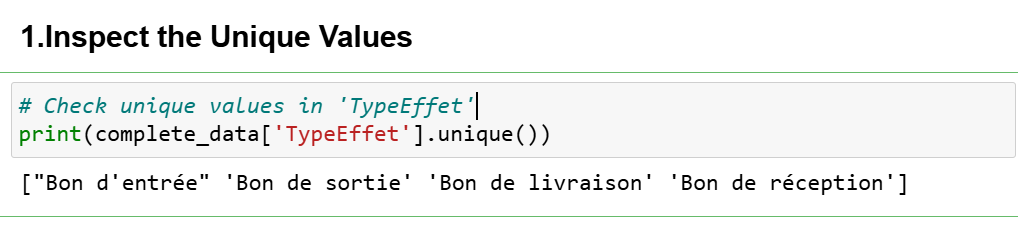 1.Inspect the Unique Values
# Check unique values in 'TypeEffet'
print(complete_data['TypeEffet'].unique())
["Bon d'entrée" 'Bon de sortie' 'Bon de livraison' 'Bon de réception']